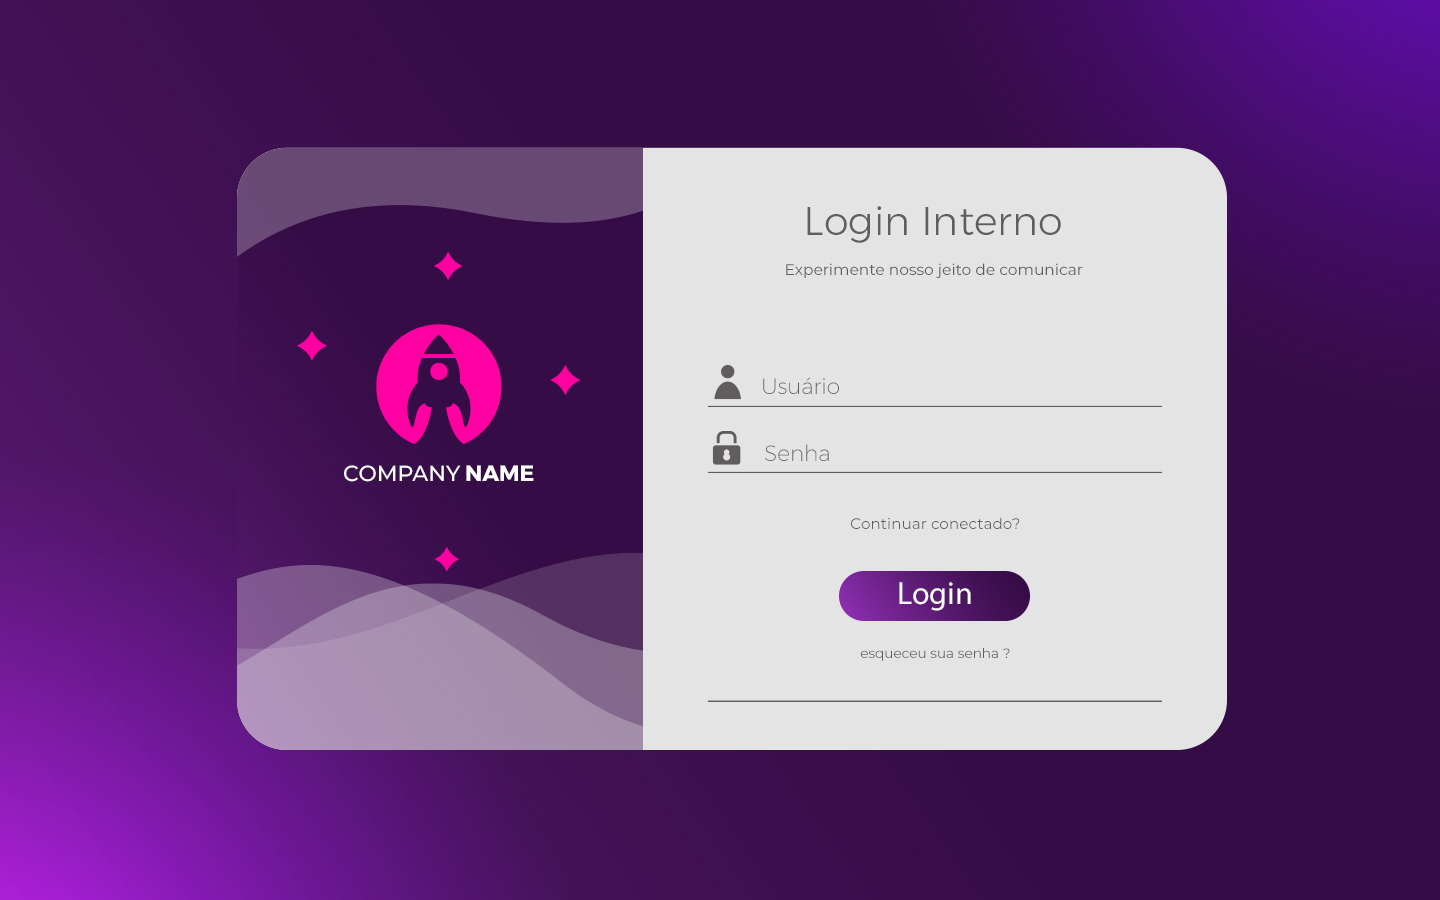 COMPANY NAME
Login Interno
Experimente nosso jeito de comunicar
Usuário
Senha
Continuar conectado?
Login
esqueceu sua senha ?